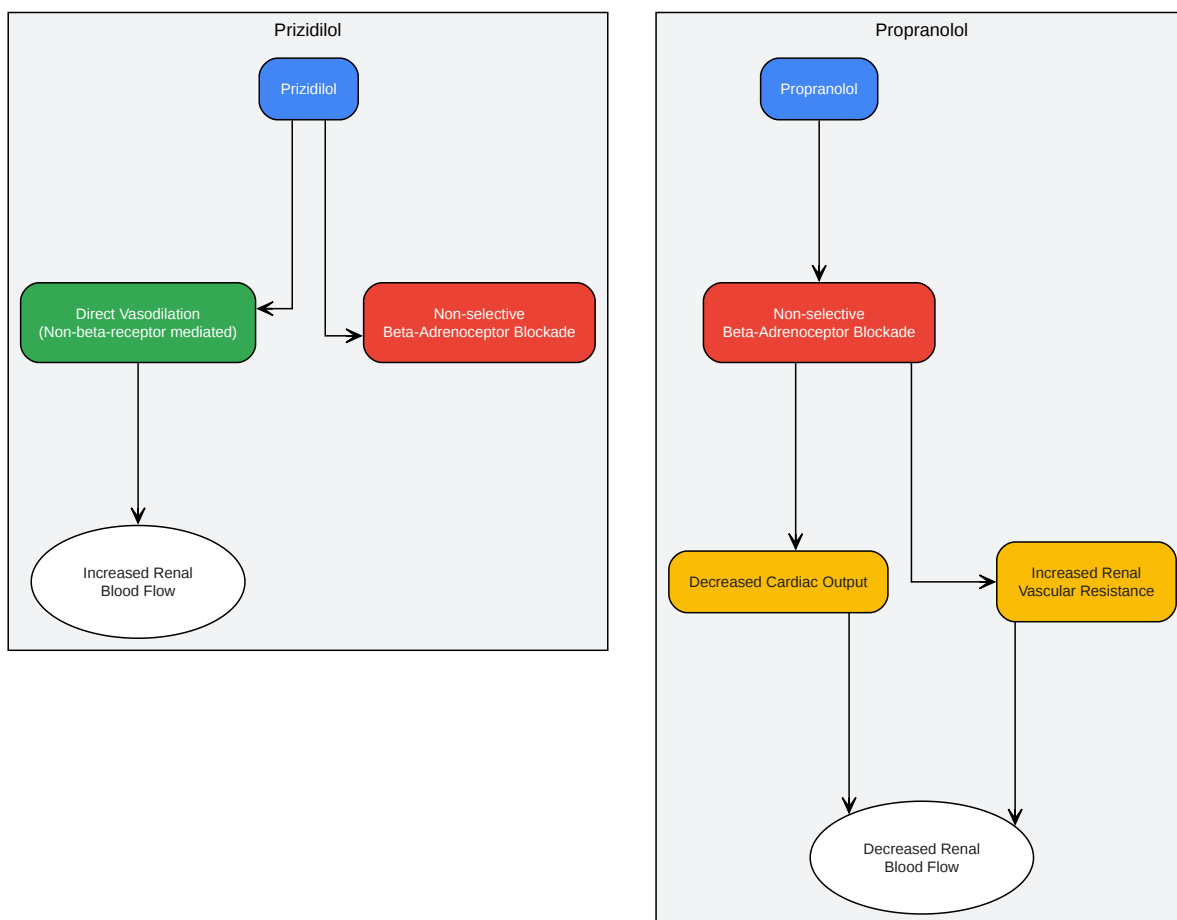 Prizidilol
Prizidilol
Direct Vasodilation
(Non-beta-receptor mediated)
Non-selective
Beta-Adrenoceptor Blockade
Increased Renal
Blood Flow
Propranolol
Propranolol
Non-selective
Beta-Adrenoceptor Blockade
Decreased Cardiac Output
Increased Renal
Vascular Resistance
Decreased Renal
Blood Flow